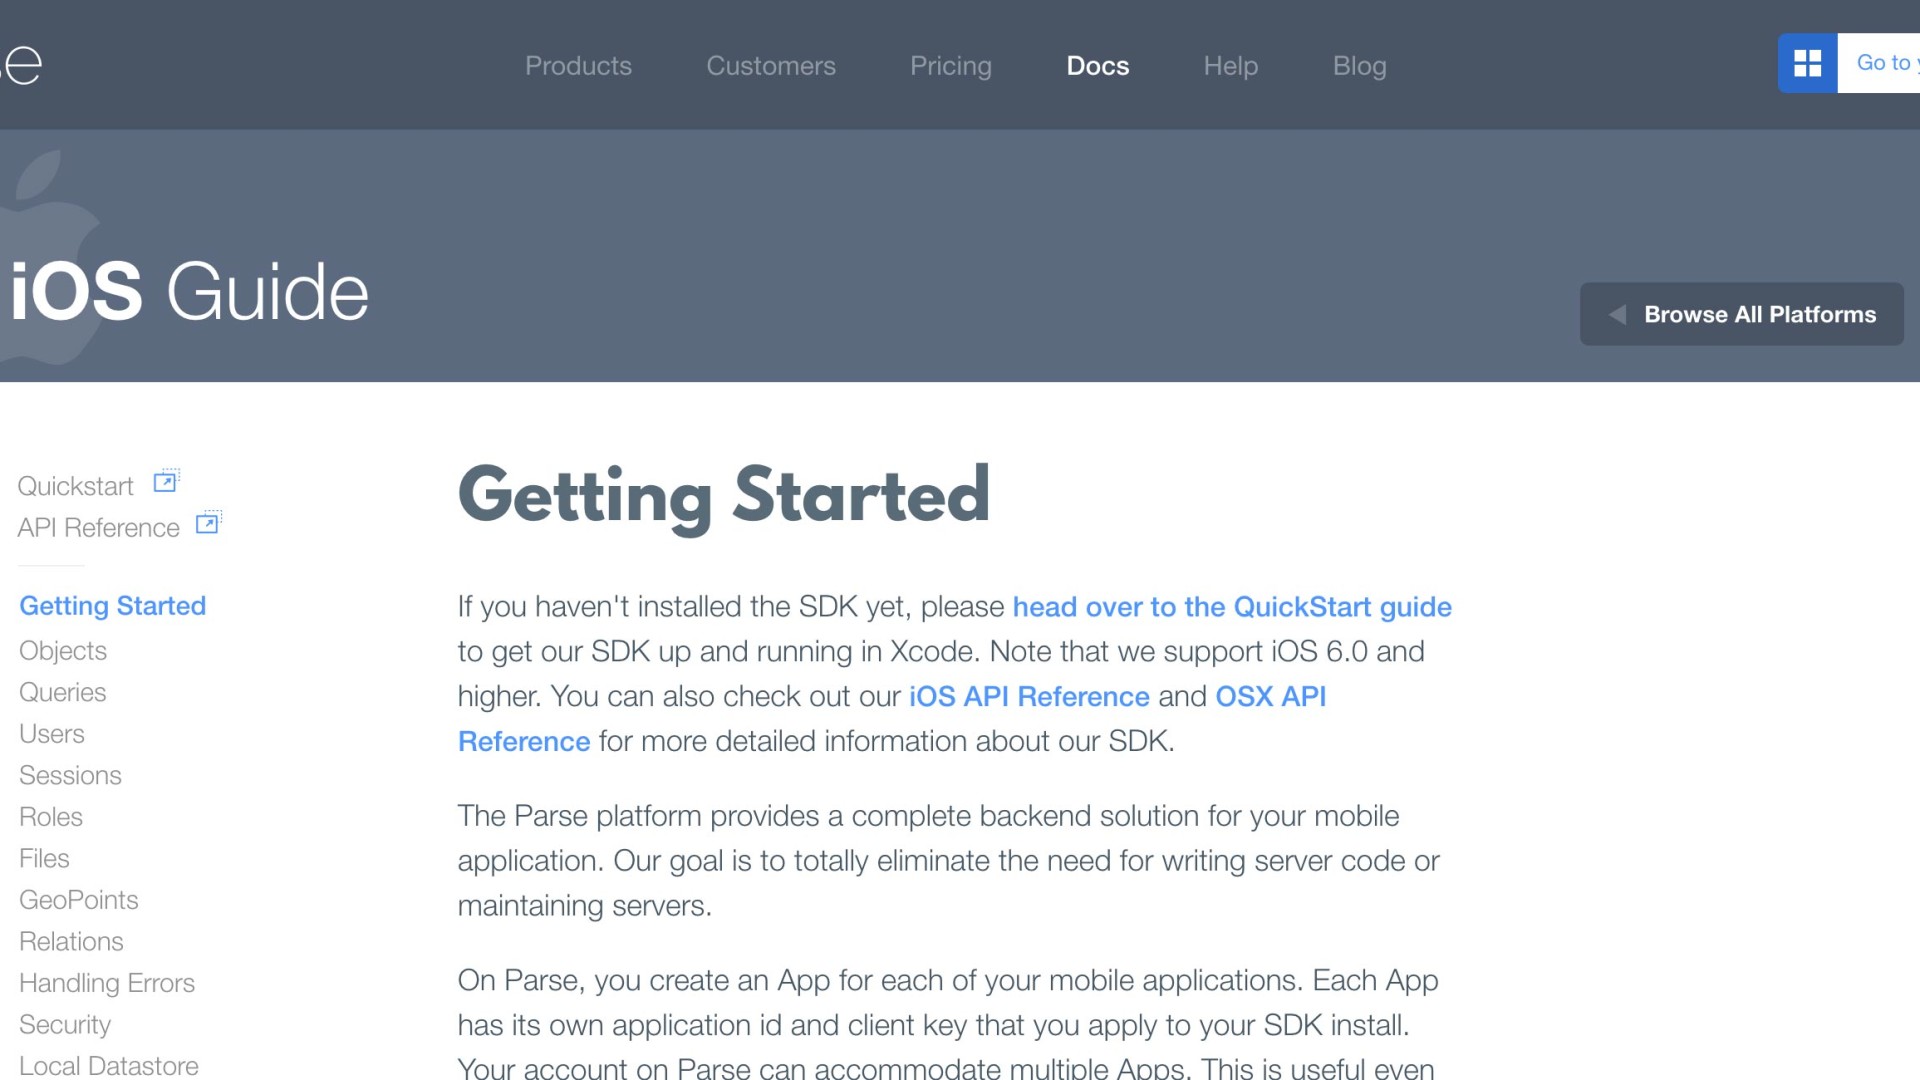 Products Customers Pricing Docs Help Blog
Go to
iOS Guide
Browse All Platforms
Quickstart
API Reference
Getting Started
Objects
Queries
Users
Sessions
Roles
Files
GeoPoints
Relations
Handling Errors
Security
Local Datastore
Getting Started
If you haven't installed the SDK yet, please head over to the QuickStart guide
to get our SDK up and running in Xcode. Note that we support iOS 6.0 and
higher. You can also check out our iOS API Reference and OSX API
Reference for more detailed information about our SDK.
The Parse platform provides a complete backend solution for your mobile
application. Our goal is to totally eliminate the need for writing server code or
maintaining servers.
On Parse, you create an App for each of your mobile applications. Each App
has its own application id and client key that you apply to your SDK install.
Your account on Parse can accommodate multiple Apps. This is useful even